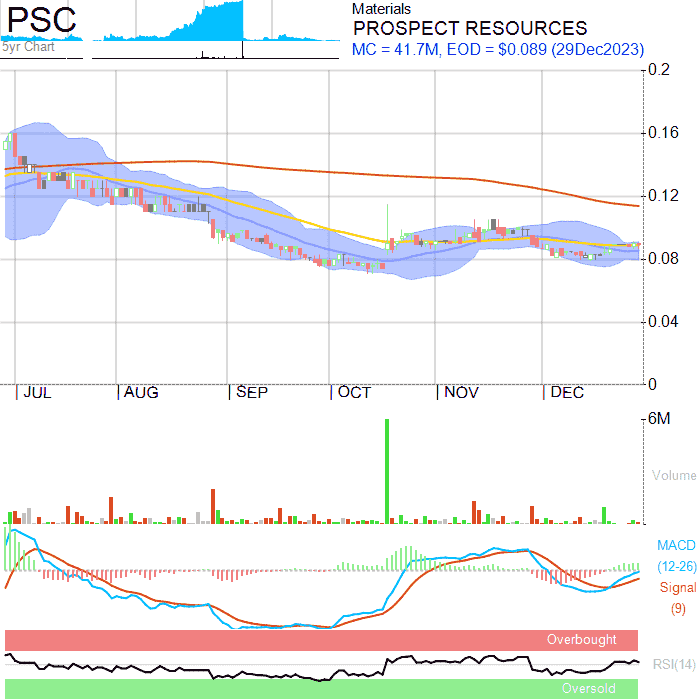 PSC
5yr Chart
Materials
PROSPECT RESOURCES
MC = 41.7M, EOD = $0.089 (29Dec2023)
0.2
0.16
0.12
0.08
0.04
0
JUL AUG SEP OCT NOV DEC
6M
Volume
MACD
(12-26)
Signal
(9)
Overbought
RSI(14)
Oversold